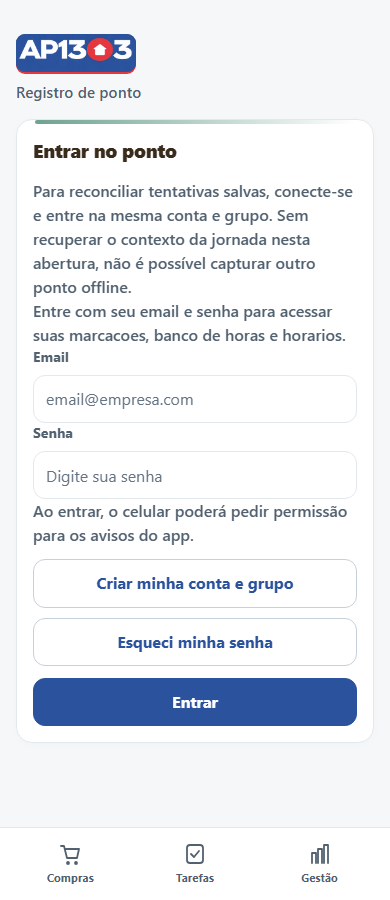 AP1303
Registro de ponto
Entrar no ponto
Para reconciliar tentativas salvas, conecte-se
e entre na mesma conta e grupo. Sem
recuperar o contexto da jornada nesta
abertura, não é possível capturar outro
ponto offline.
Entre com seu email e senha para acessar
suas marcacoes, banco de horas e horarios.
Email
email@empresa.com
Senha
Digite sua senha
Ao entrar, o celular poderá pedir permissão
para os avisos do app.
Criar minha conta e grupo
Esqueci minha senha
Entrar
Compras
Tarefas
Gestão